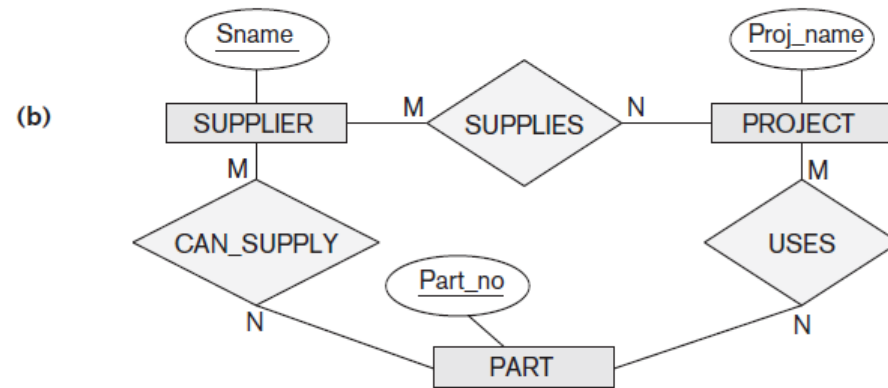 Sname
Proj_name
(b)
SUPPLIER
M
SUPPLIES
N
PROJECT
M
M
CAN_SUPPLY
USES
Part_no
N
N
PART